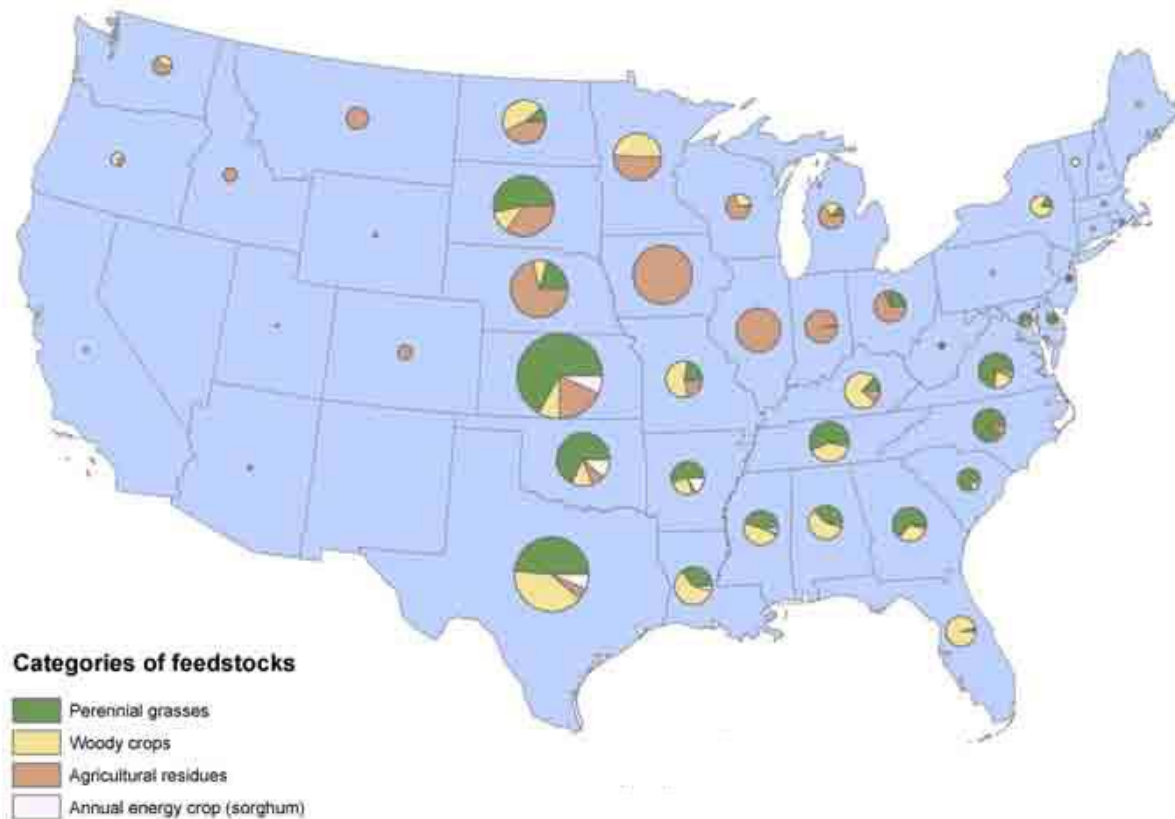 Categories of feedstocks
Perennial grasses
Woody crops
Agricultural residues
Annual energy crop (sorghum)